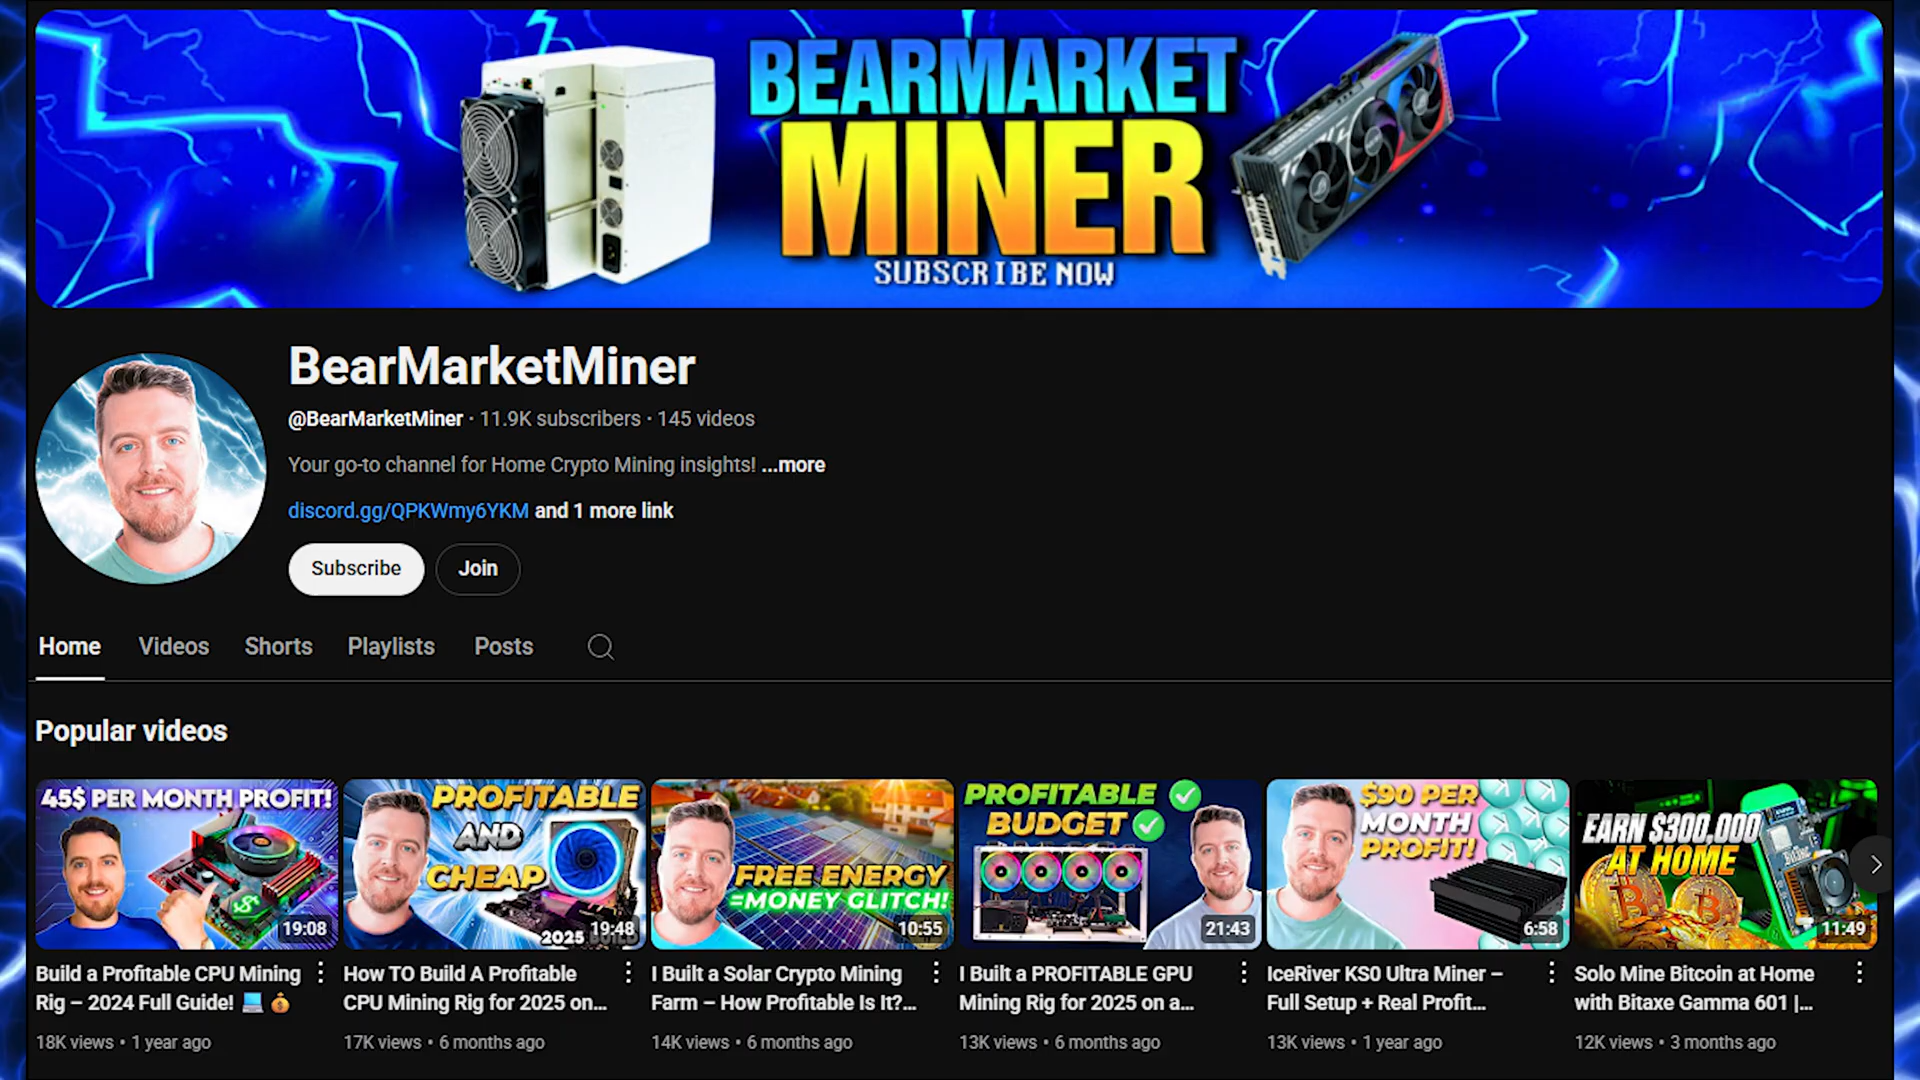 BEARMARKET
MINER
SUBSCRIBE NOW
BearMarketMiner
@BearMarketMiner · 11.9K subscribers · 145 videos
Your go-to channel for Home Crypto Mining insights! ...more
discord.gg/QPKWmy6YKM and 1 more link
Subscribe
Join
Home
Videos
Shorts
Playlists
Posts
Popular videos
45$ PER MONTH PROFIT!
19:08
Build a Profitable CPU Mining
Rig – 2024 Full Guide! 💻 💰
18K views • 1 year ago
PROFITABLE
AND
CHEAP
2025 BUILD
19:48
How TO Build A Profitable
CPU Mining Rig for 2025 on...
17K views • 6 months ago
FREE ENERGY
=MONEY GLITCH!
10:55
I Built a Solar Crypto Mining
Farm – How Profitable Is It?...
14K views • 6 months ago
PROFITABLE
BUDGET
21:43
I Built a PROFITABLE GPU
Mining Rig for 2025 on a...
13K views • 6 months ago
$90 PER
MONTH
PROFIT!
6:58
IceRiver KS0 Ultra Miner –
Full Setup + Real Profit...
13K views • 1 year ago
EARN $300,000
AT HOME
11:49
Solo Mine Bitcoin at Home
with Bitaxe Gamma 601 |...
12K views • 3 months ago